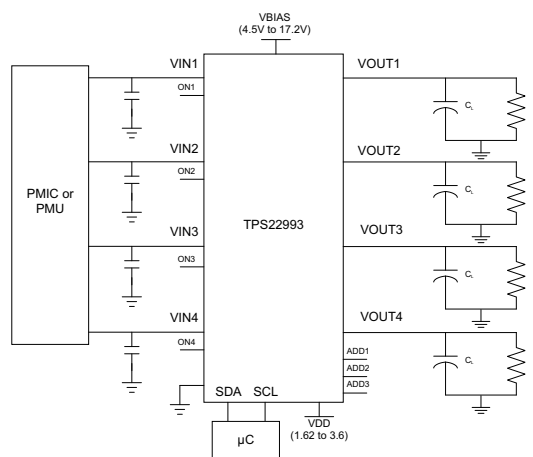 VBIAS
(4.5V to 17.2V)
VIN1
VOUT1
ON1
C_L
VIN2
VOUT2
ON2
C_L
PMIC or
PMU
TPS22993
VIN3
VOUT3
ON3
C_L
VIN4
VOUT4
ON4
ADD1
C_L
ADD2
ADD3
SDA SCL
VDD
(1.62 to 3.6)
µC